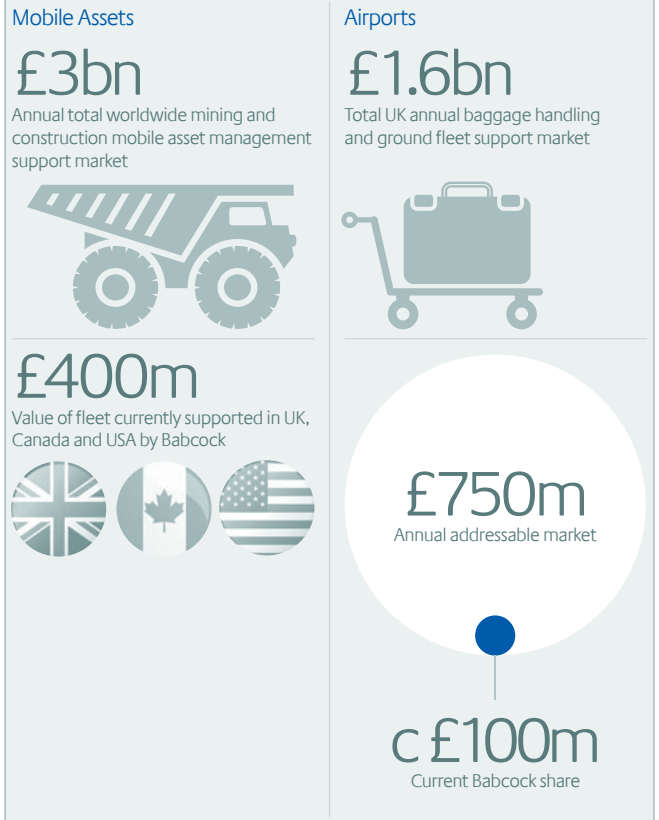 Mobile Assets
£3bn
Annual total worldwide mining and
construction mobile asset management
support market
£400m
Value of fleet currently supported in UK,
Canada and USA by Babcock
Airports
£1.6bn
Total UK annual baggage handling
and ground fleet support market
£750m
Annual addressable market
c £100m
Current Babcock share